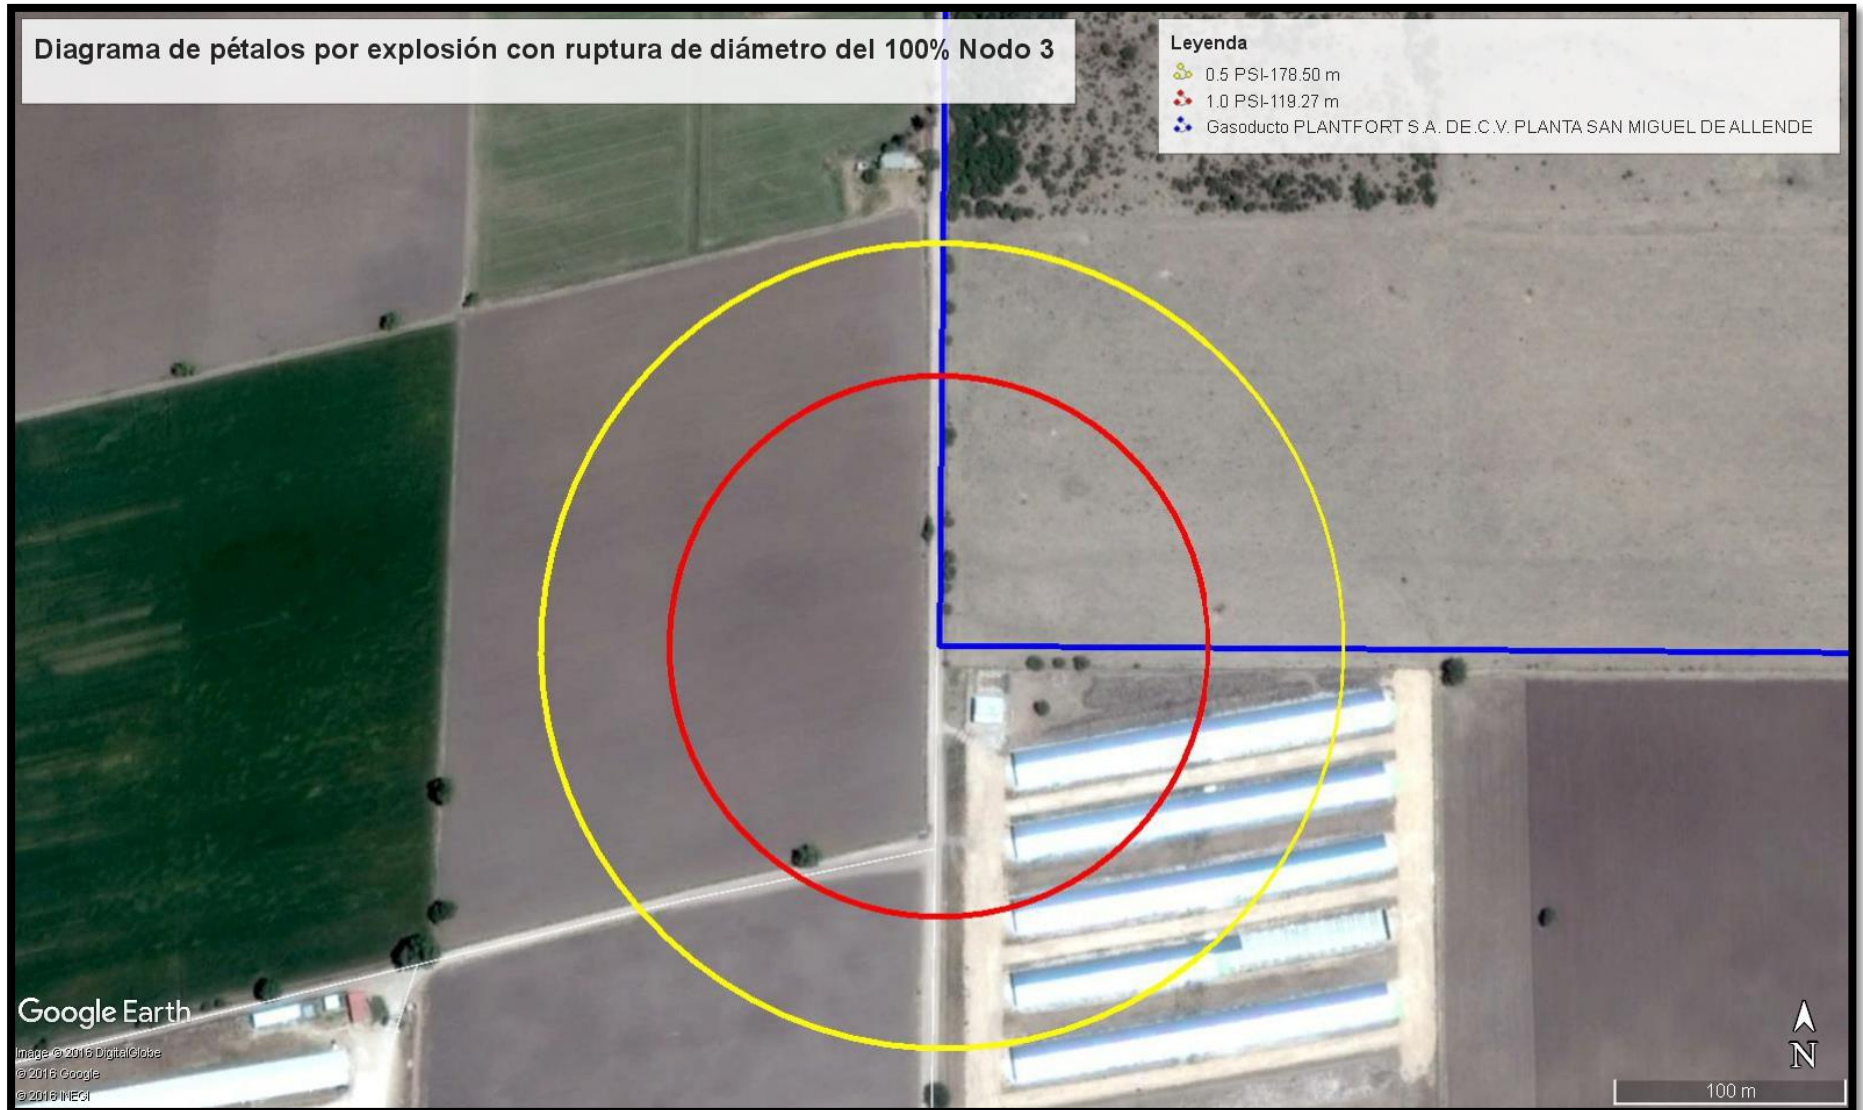 Diagrama de pétalos por explosión con ruptura de diámetro del 100% Nodo 3
Leyenda
0.5 PSI-178.50 m
1.0 PSI-119.27 m
Gasoducto PLANTFORT S.A. DE.C.V. PLANTA SAN MIGUEL DE ALLENDE
Google Earth
Image © 2016 DigitalGlobe
© 2016 Google
© 2016 INEGI
N
100 m